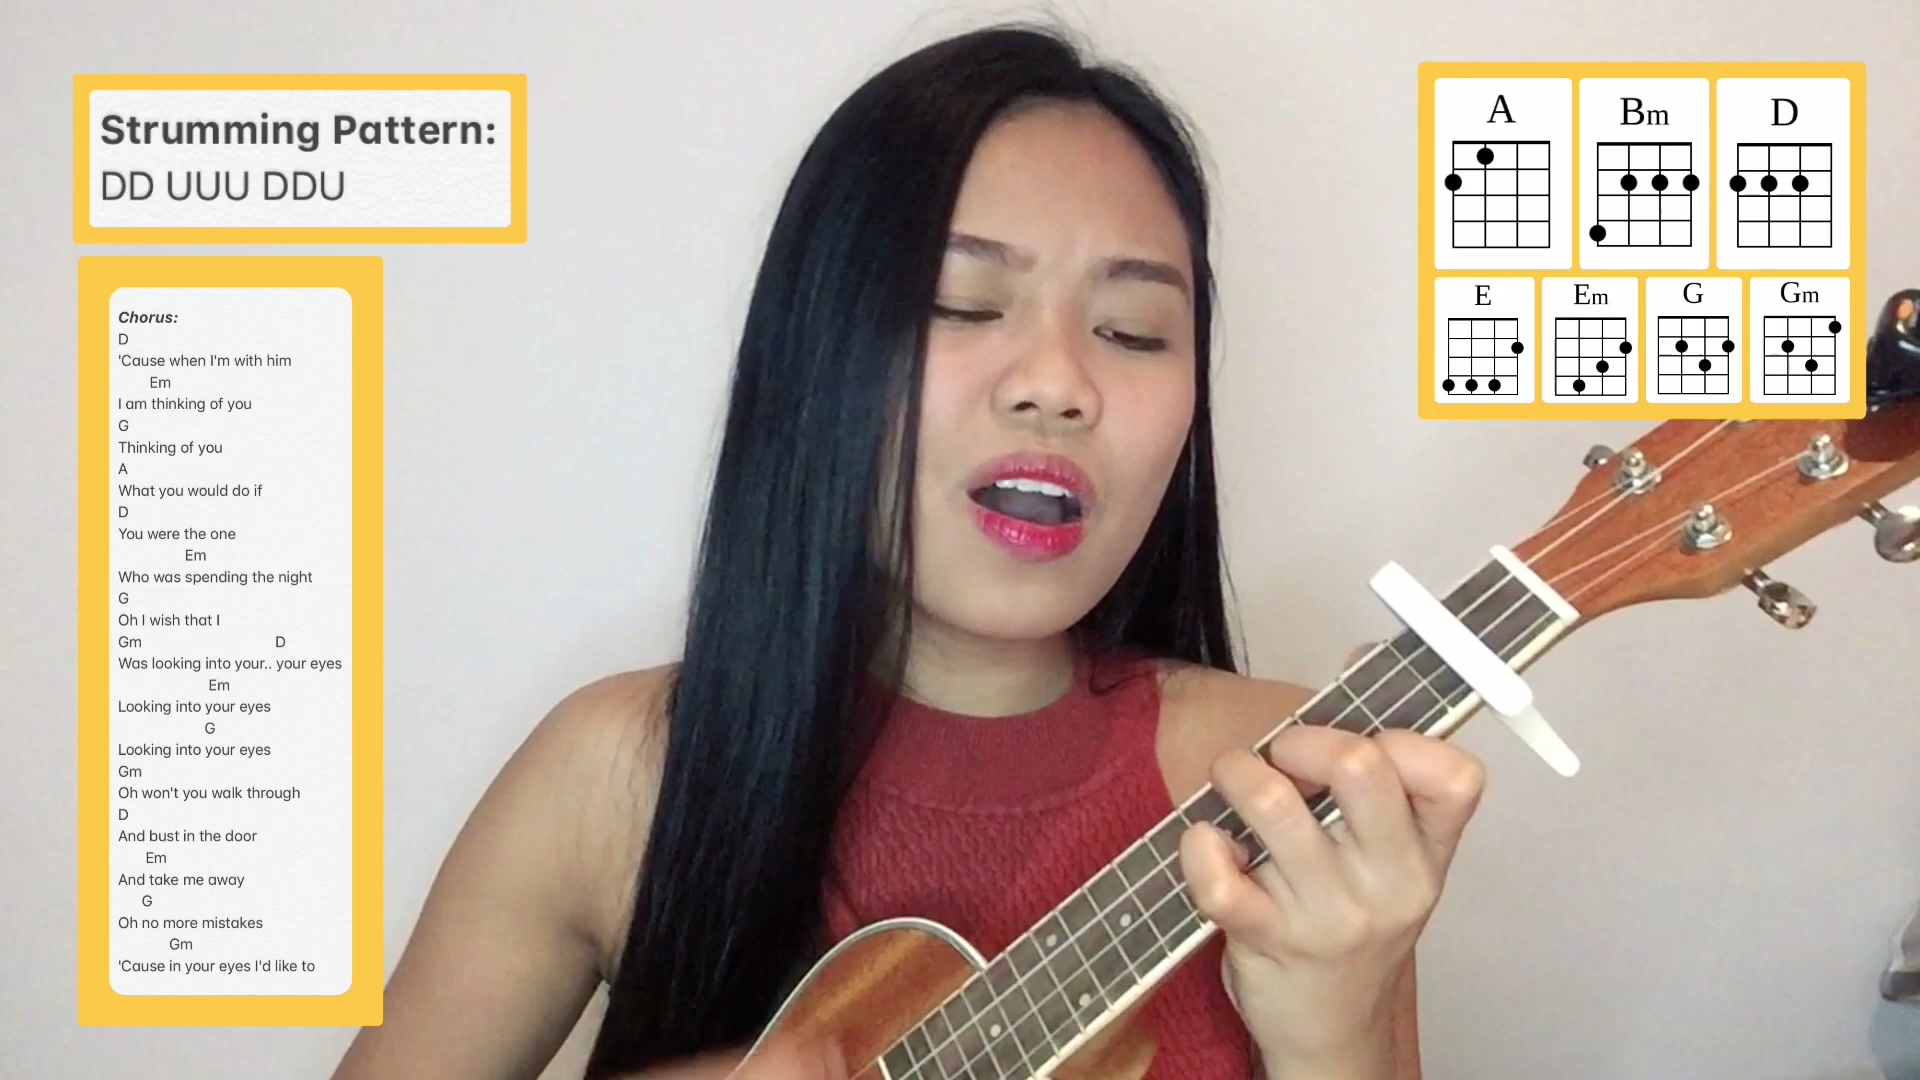 Strumming Pattern:
DD UUU DDU
Chorus:
D
'Cause when I'm with him
Em
I am thinking of you
G
Thinking of you
A
What you would do if
D
You were the one
Em
Who was spending the night
G
Oh I wish that I
Gm D
Was looking into your.. your eyes
Em
Looking into your eyes
G
Looking into your eyes
Gm
Oh won't you walk through
D
And bust in the door
Em
And take me away
G
Oh no more mistakes
Gm
'Cause in your eyes I'd like to
A Bm D
E Em G Gm